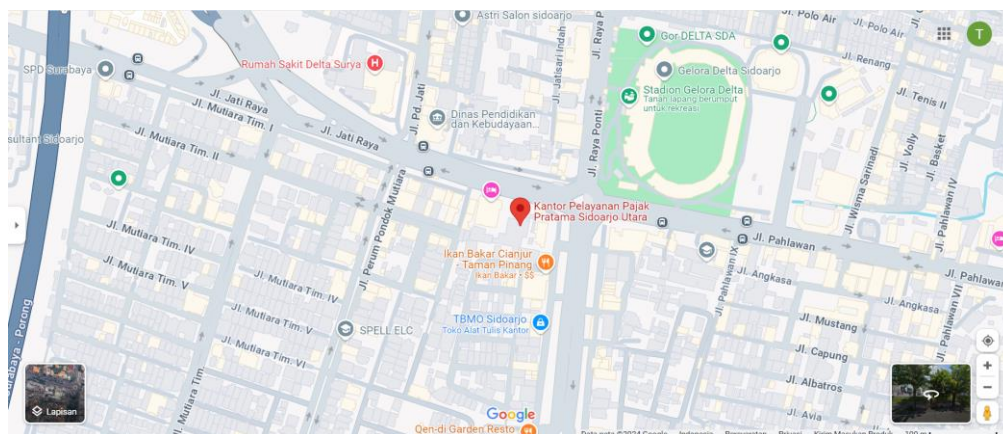 Astri Salon sidoarjo
Gor DELTA SDA
Jl. Polo Air
Jl. Polo Air
Jl. Renang
T
SPD Surabaya
Rumah Sakit Delta Surya
H
Jl. Jatisari Indah
Jl. Raya P
Gelora Delta Sidoarjo
Stadion Gelora Delta
Tanah lapang berumput
untuk rekreasi
Jl. Tenis II
Jl. Jati Raya
Jl. Mutiara Tim. I
Jl. Pd. Jati
Dinas Pendidikan
dan Kebudayaan...
Jl. Volly
Jl. Basket
sultant Sidoarjo
Jl. Mutiara Tim. II
Jl. Jati Raya
Jl. Raya Ponti
Jl. Wisma Sarinadi
Jl. Pahlawan IV
Kantor Pelayanan Pajak
Pratama Sidoarjo Utara
Jl. Perum Pondok Mutiara
Jl. Mutiara Tim. IV
Jl. Pahlawan
Jl. Pahlawan
Ikan Bakar Cianjur
- Taman Pinang
Ikan Bakar • $$
Jl. Pahlawan IX
Jl. Angkasa
Jl. Angkasa
Jl. Mutiara Tim. V
Jl. Mutiara Tim. IV
Jl. Mutiara Tim. V
Jl. Pahlawan VII
TBMO Sidoarjo
Toko Alat Tulis Kantor
SPELL ELC
Jl. Mustang
Jl. Mutiara Tim. VI
Jl. Capung
Jl. Mutiara Tim.
Jl. Albatros
Surabaya - Porong
Lapisan
Google
Jl. Avia
Qen-di Garden Resto